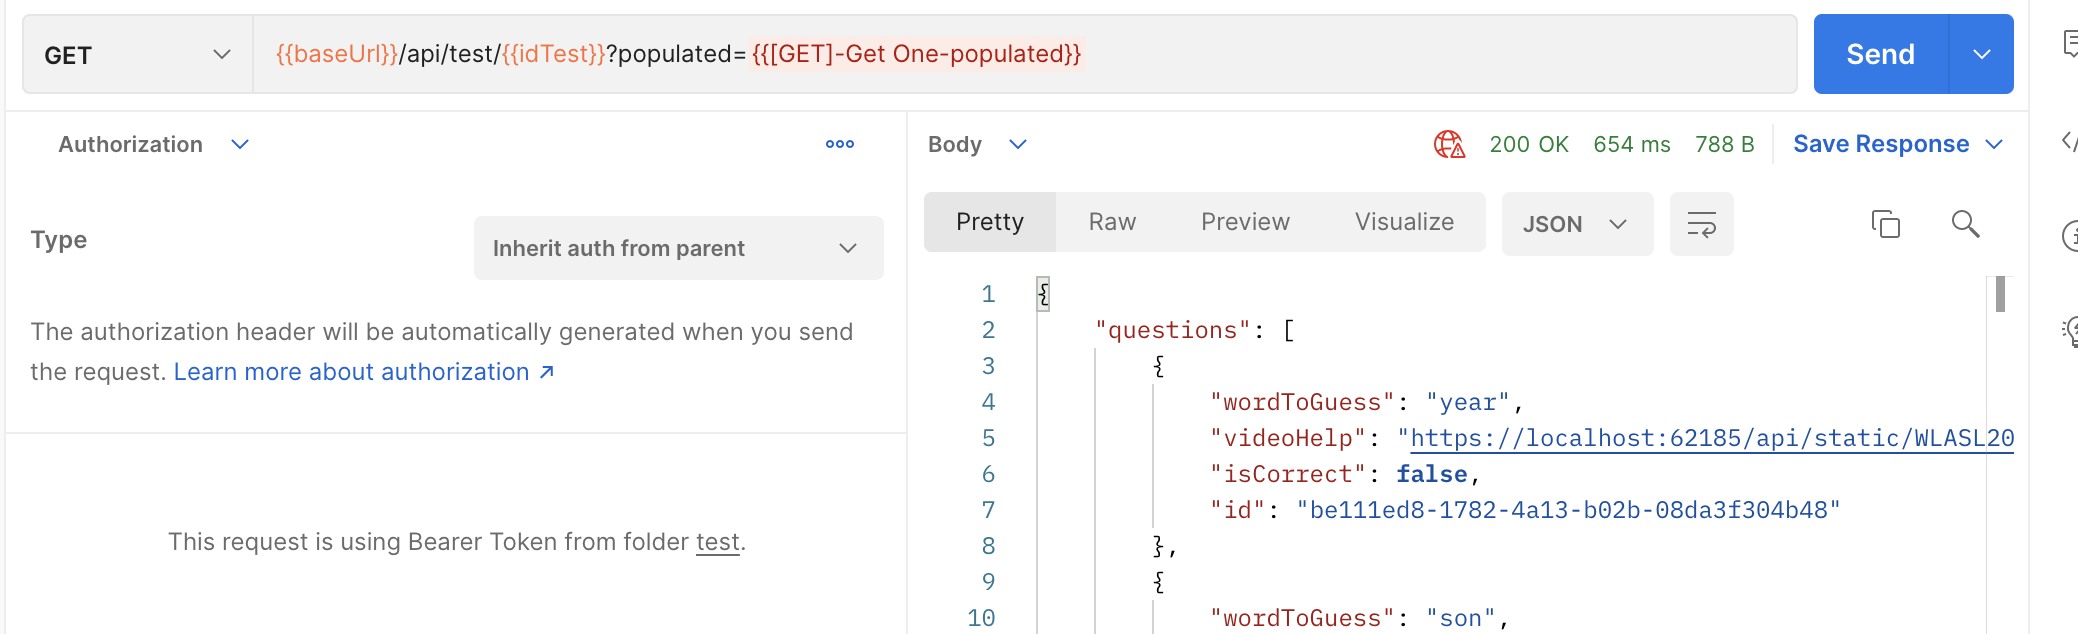 GET
{{baseUrl}}/api/test/{{idTest}}?populated={{[GET]-Get One-populated}}
Send
Authorization
Body
200 OK 654 ms 788 B
Save Response
Type
Inherit auth from parent
The authorization header will be automatically generated when you send
the request. Learn more about authorization ↗
This request is using Bearer Token from folder test.
Pretty Raw Preview Visualize
JSON
1 {
2 "questions": [
3 {
4 "wordToGuess": "year",
5 "videoHelp": "https://localhost:62185/api/static/WLASL20
6 "isCorrect": false,
7 "id": "be111ed8-1782-4a13-b02b-08da3f304b48"
8 },
9 {
10 "wordToGuess": "son",